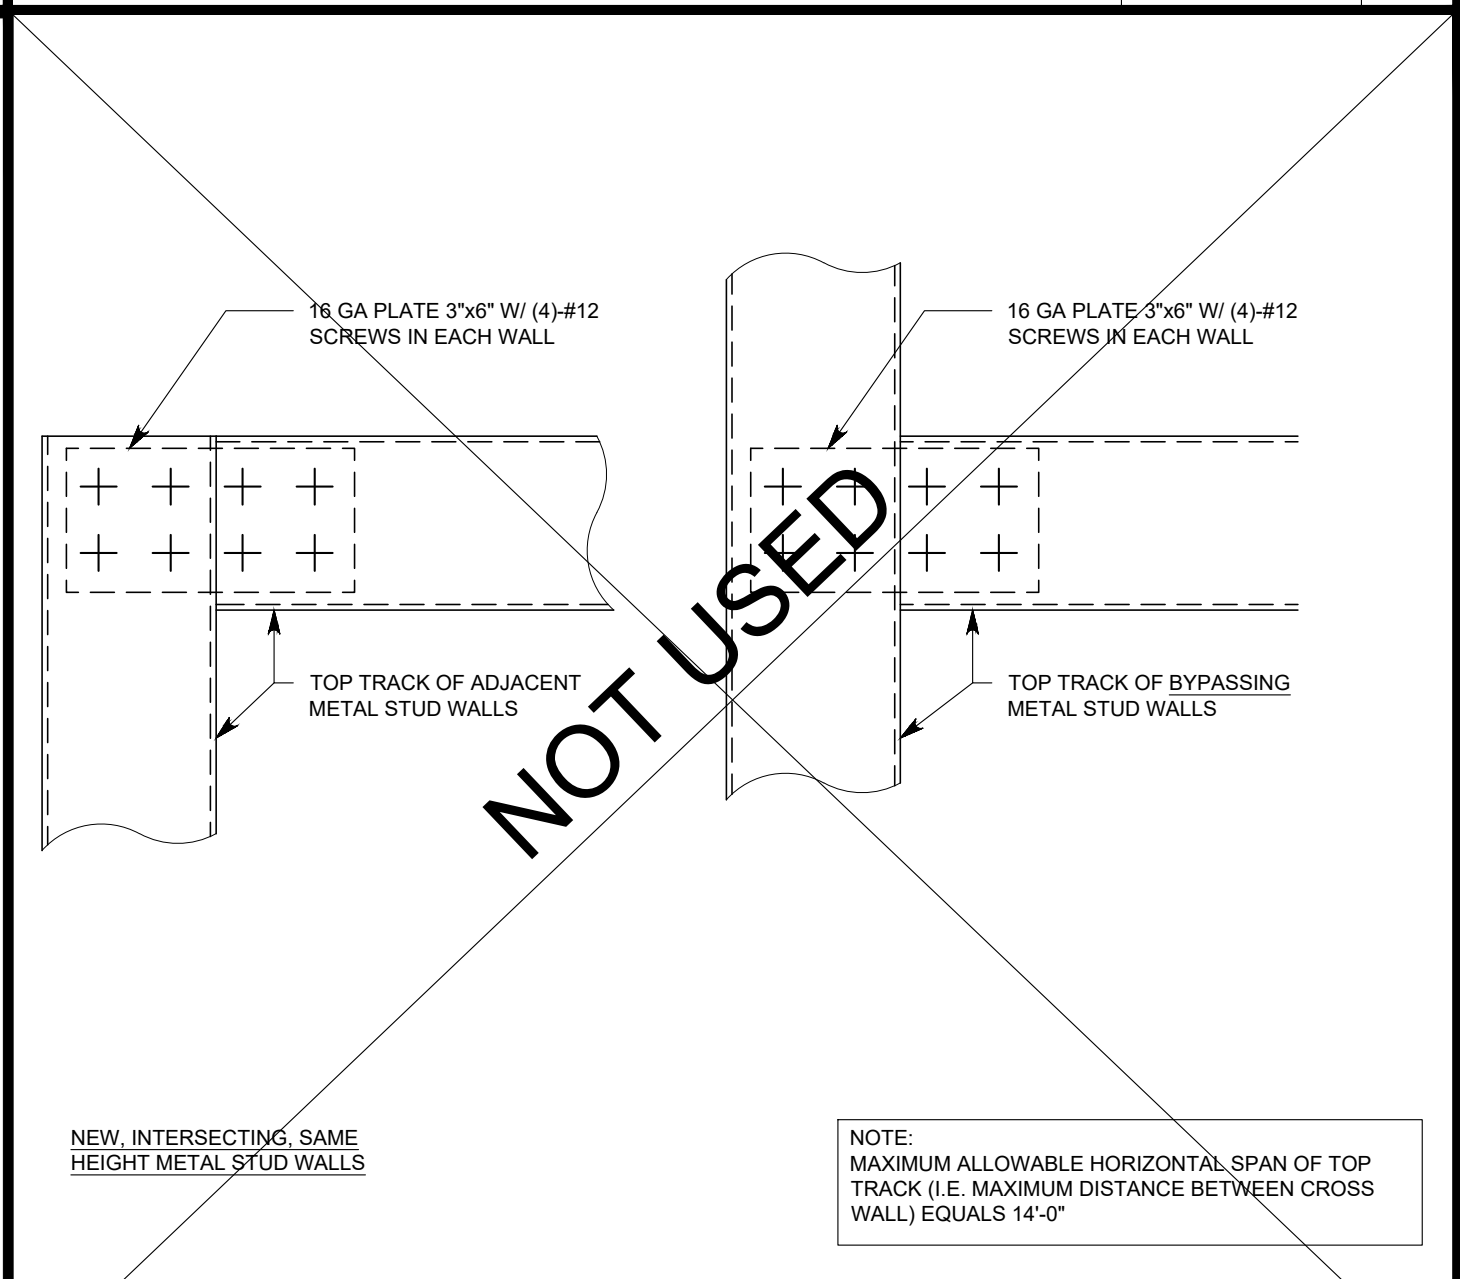 16 GA PLATE 3"x6" W/ (4)-#12
SCREWS IN EACH WALL
16 GA PLATE 3"x6" W/ (4)-#12
SCREWS IN EACH WALL
NOT USED
TOP TRACK OF ADJACENT
METAL STUD WALLS
TOP TRACK OF BYPASSING
METAL STUD WALLS
NEW, INTERSECTING, SAME
HEIGHT METAL STUD WALLS
NOTE:
MAXIMUM ALLOWABLE HORIZONTAL SPAN OF TOP
TRACK (I.E. MAXIMUM DISTANCE BETWEEN CROSS
WALL) EQUALS 14'-0"